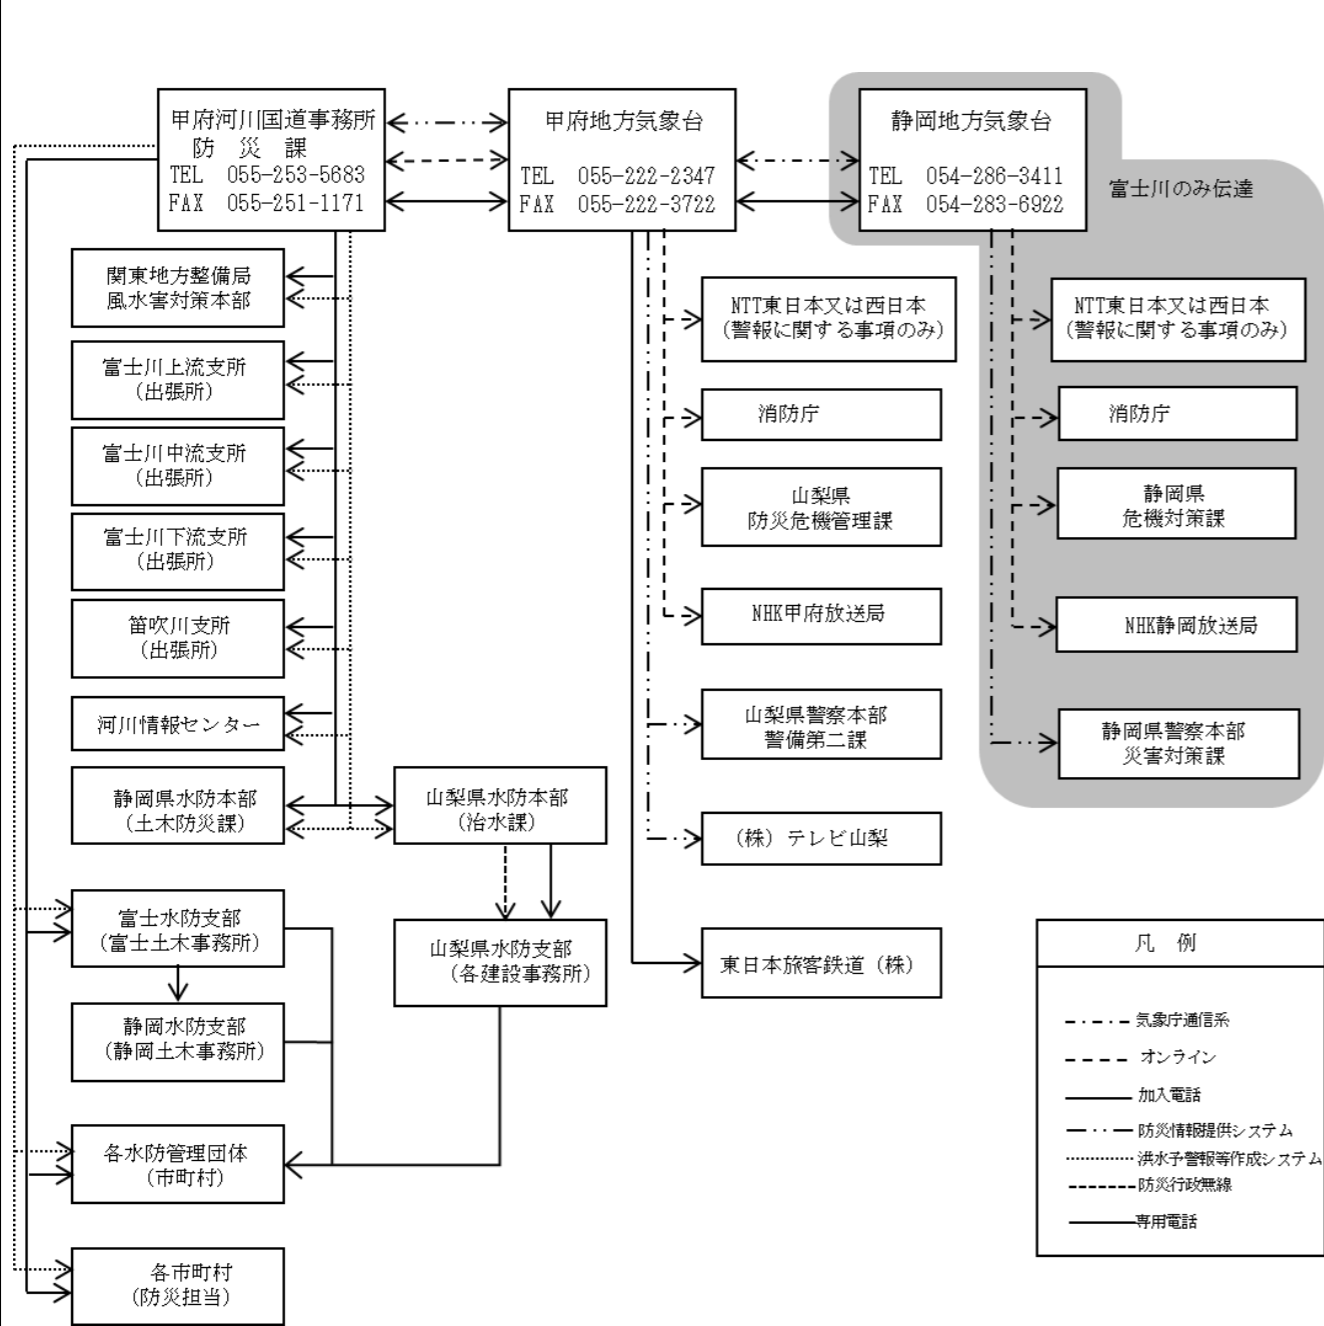 甲府河川国道事務所
防　災　課
TEL　055-253-5683
FAX　055-251-1171
甲府地方気象台
TEL　055-222-2347
FAX　055-222-3722
静岡地方気象台
TEL　054-286-3411
FAX　054-283-6922
富士川のみ伝達
関東地方整備局
風水害対策本部
富士川上流支所
（出張所）
富士川中流支所
（出張所）
富士川下流支所
（出張所）
笛吹川支所
（出張所）
河川情報センター
静岡県水防本部
（土木防災課）
山梨県水防本部
（治水課）
富士水防支部
（富士土木事務所）
静岡水防支部
（静岡土木事務所）
山梨県水防支部
（各建設事務所）
各水防管理団体
（市町村）
各市町村
（防災担当）
NTT東日本又は西日本
（警報に関する事項のみ）
消防庁
山梨県
防災危機管理課
NHK甲府放送局
山梨県警察本部
警備第二課
（株）テレビ山梨
東日本旅客鉄道（株）
NTT東日本又は西日本
（警報に関する事項のみ）
消防庁
静岡県
危機対策課
NHK静岡放送局
静岡県警察本部
災害対策課
凡　例
気象庁通信系
オンライン
加入電話
防災情報提供システム
洪水予警報等作成システム
防災行政無線
専用電話